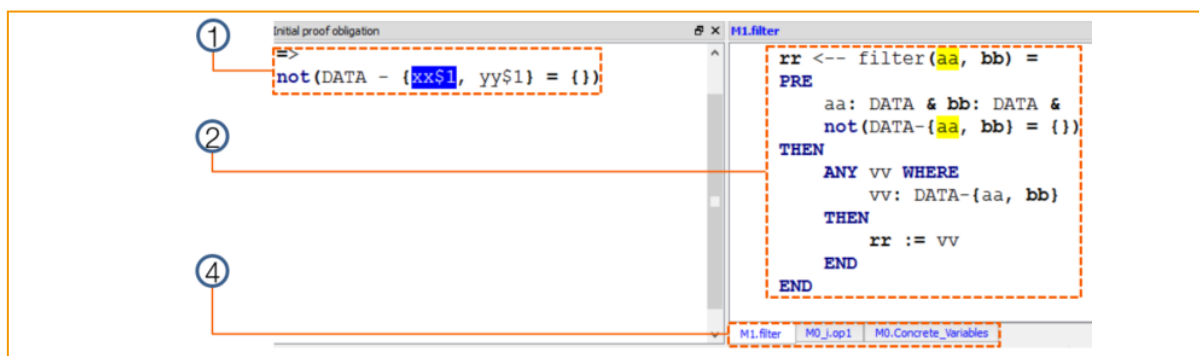 1
Initial proof obligation
=>
not(DATA - {xx$1, yy$1} = {})
2
4
M1.filter
rr <-- filter(aa, bb) =
PRE
aa: DATA & bb: DATA &
not(DATA-{aa, bb} = {})
THEN
ANY vv WHERE
vv: DATA-{aa, bb}
THEN
rr := vv
END
END
M1.filter M0_i.op1 M0.Concrete_Variables